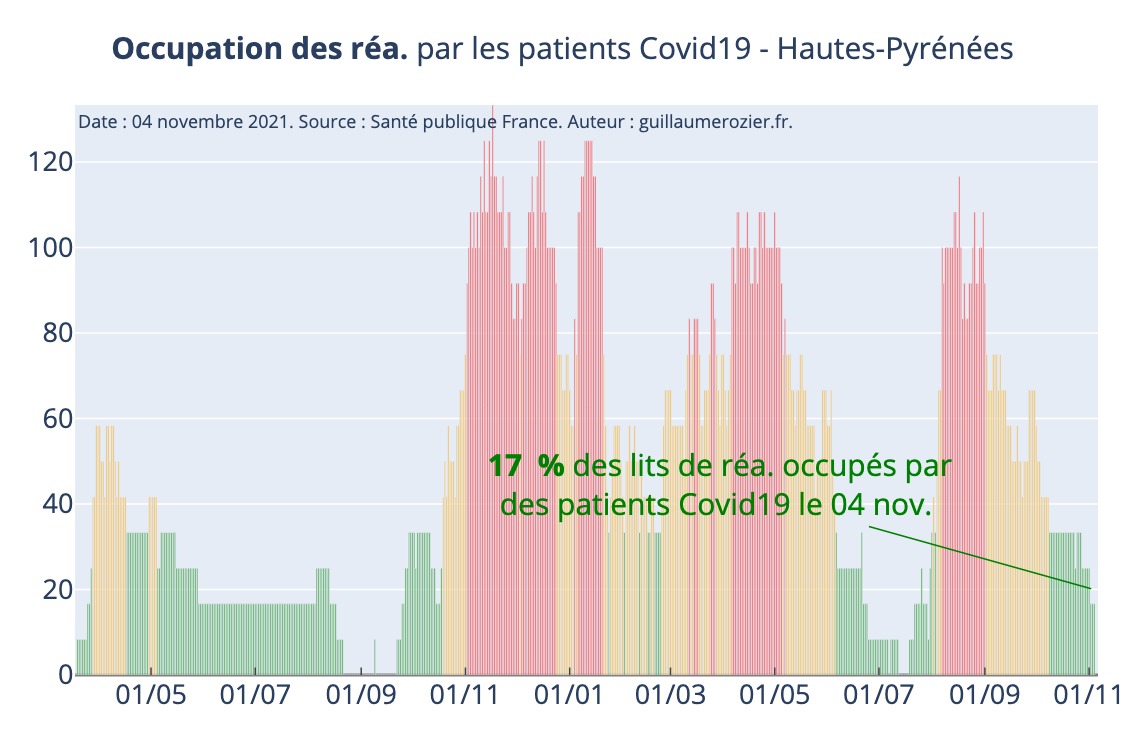 Occupation des réa. par les patients Covid19 - Hautes-Pyrénées
Date : 04 novembre 2021. Source : Santé publique France. Auteur : guillaumerozier.fr.
120
100
80
60
40
20
0
17 % des lits de réa. occupés par
des patients Covid19 le 04 nov.
01/05 01/07 01/09 01/11 01/01 01/03 01/05 01/07 01/09 01/11